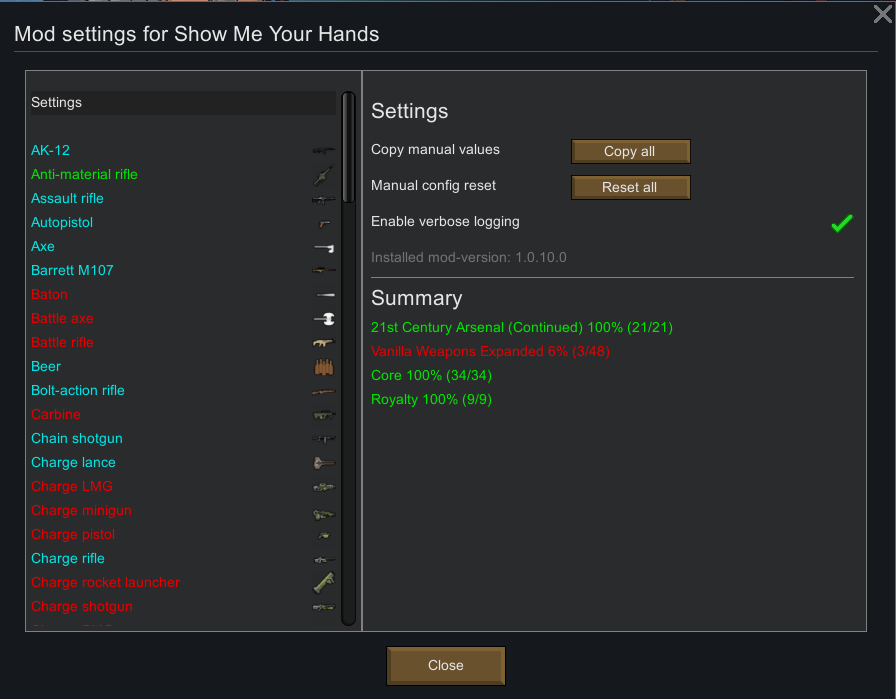 Mod settings for Show Me Your Hands
Settings
AK-12
Anti-material rifle
Assault rifle
Autopistol
Axe
Barrett M107
Baton
Battle axe
Battle rifle
Beer
Bolt-action rifle
Carbine
Chain shotgun
Charge lance
Charge LMG
Charge minigun
Charge pistol
Charge rifle
Charge rocket launcher
Charge shotgun
Settings
Copy manual values
Copy all
Manual config reset
Reset all
Enable verbose logging
Installed mod-version: 1.0.10.0
Summary
21st Century Arsenal (Continued) 100% (21/21)
Vanilla Weapons Expanded 6% (3/48)
Core 100% (34/34)
Royalty 100% (9/9)
Close